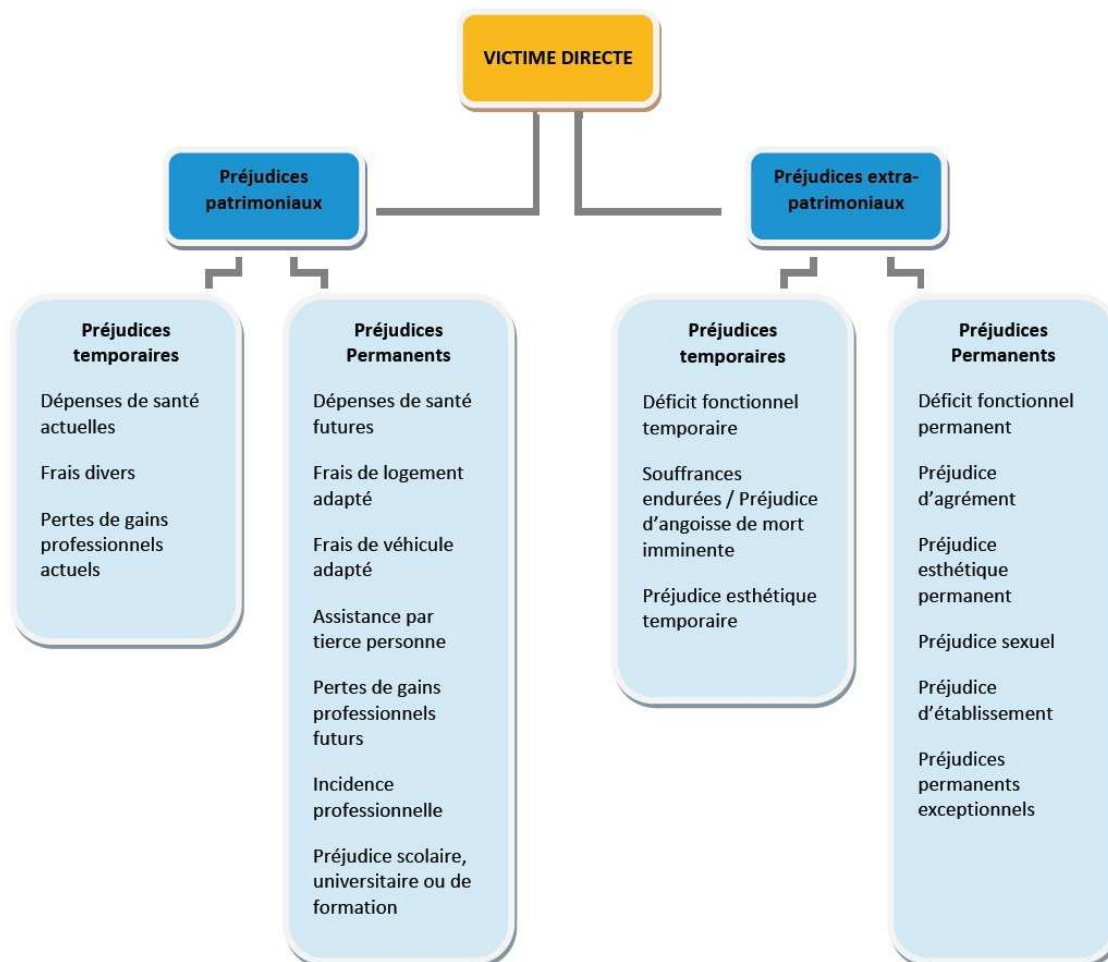 VICTIME DIRECTE
Préjudices
patrimoniaux
Préjudices extra-
patrimoniaux
Préjudices
temporaires
Dépenses de santé
actuelles
Frais divers
Pertes de gains
professionnels
actuels
Préjudices
Permanents
Dépenses de santé
futures
Frais de logement
adapté
Frais de véhicule
adapté
Assistance par
tierce personne
Pertes de gains
professionnels
futurs
Incidence
professionnelle
Préjudice scolaire,
universitaire ou de
formation
Préjudices
temporaires
Déficit fonctionnel
temporaire
Souffrances
endurées / Préjudice
d’angoisse de mort
imminente
Préjudice esthétique
temporaire
Préjudices
Permanents
Déficit fonctionnel
permanent
Préjudice
d’agrément
Préjudice
esthétique
permanent
Préjudice sexuel
Préjudice
d’établissement
Préjudices
permanents
exceptionnels